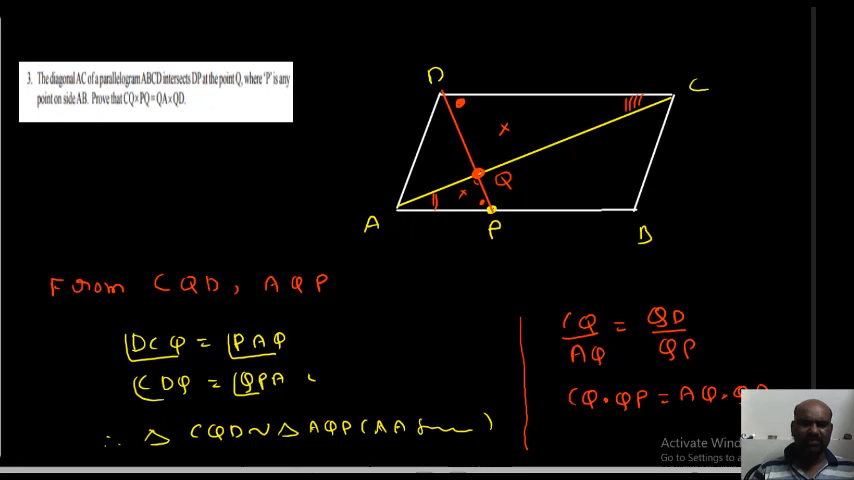 3. The diagonal AC of a parallelogram ABCD intersects DP at the point Q, where 'P' is any
point on side AB. Prove that CQ × PQ = QA × QD.
D
C
Q
A
P
B
From CQD, AQP
∠DCQ = ∠PAQ
∠CDQ = ∠QPA
∴ Δ CQD ~ Δ AQP (AA
CQ/AQ = QD/QP
CQ·QP = AQ·QD
Activate Wind
Go to Settings to a